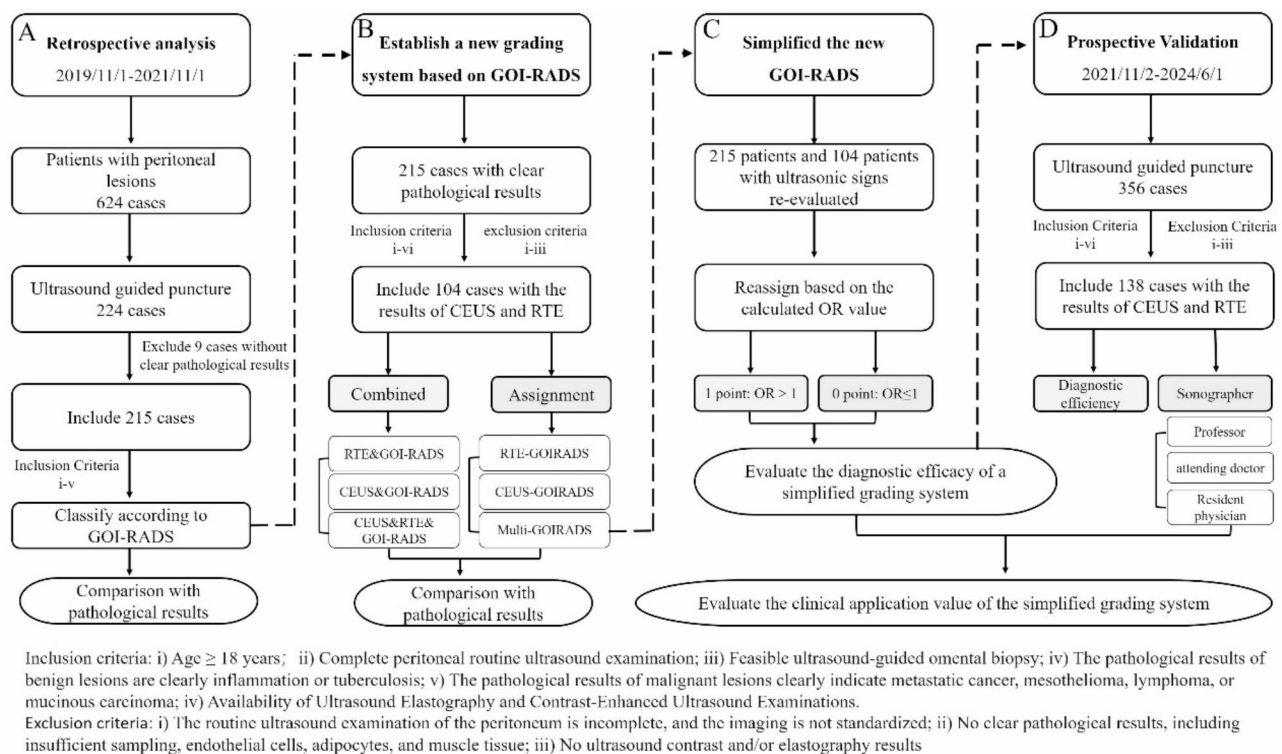 A
Retrospective analysis
2019/11/1-2021/11/1
Patients with peritoneal
lesions
624 cases
Ultrasound guided puncture
224 cases
Exclude 9 cases without
clear pathological results
Include 215 cases
Inclusion Criteria
i-v
Classify according to
GOI-RADS
Comparison with
pathological results
B
Establish a new grading
system based on GOI-RADS
215 cases with clear
pathological results
Inclusion criteria
i-vi
exclusion criteria
i-iii
Include 104 cases with the
results of CEUS and RTE
Combined
Assignment
RTE&GOI-RADS
CEUS&GOI-RADS
CEUS&RTE&
GOI-RADS
RTE-GOIRADS
CEUS-GOIRADS
Multi-GOIRADS
Comparison with
pathological results
C
Simplified the new
GOI-RADS
215 patients and 104 patients
with ultrasonic signs
re-evaluated
Reassign based on the
calculated OR value
1 point: OR > 1
0 point: OR≤1
Evaluate the diagnostic efficacy of a
simplified grading system
D
Prospective Validation
2021/11/2-2024/6/1
Ultrasound guided puncture
356 cases
Inclusion Criteria
i-vi
Exclusion Criteria
i-iii
Include 138 cases with the
results of CEUS and RTE
Diagnostic
efficiency
Sonographer
Professor
attending doctor
Resident
physician
Evaluate the clinical application value of the simplified grading system
Inclusion criteria: i) Age ≥ 18 years; ii) Complete peritoneal routine ultrasound examination; iii) Feasible ultrasound-guided omental biopsy; iv) The pathological results of
benign lesions are clearly inflammation or tuberculosis; v) The pathological results of malignant lesions clearly indicate metastatic cancer, mesothelioma, lymphoma, or
mucinous carcinoma; iv) Availability of Ultrasound Elastography and Contrast-Enhanced Ultrasound Examinations.
Exclusion criteria: i) The routine ultrasound examination of the peritoneum is incomplete, and the imaging is not standardized; ii) No clear pathological results, including
insufficient sampling, endothelial cells, adipocytes, and muscle tissue; iii) No ultrasound contrast and/or elastography results